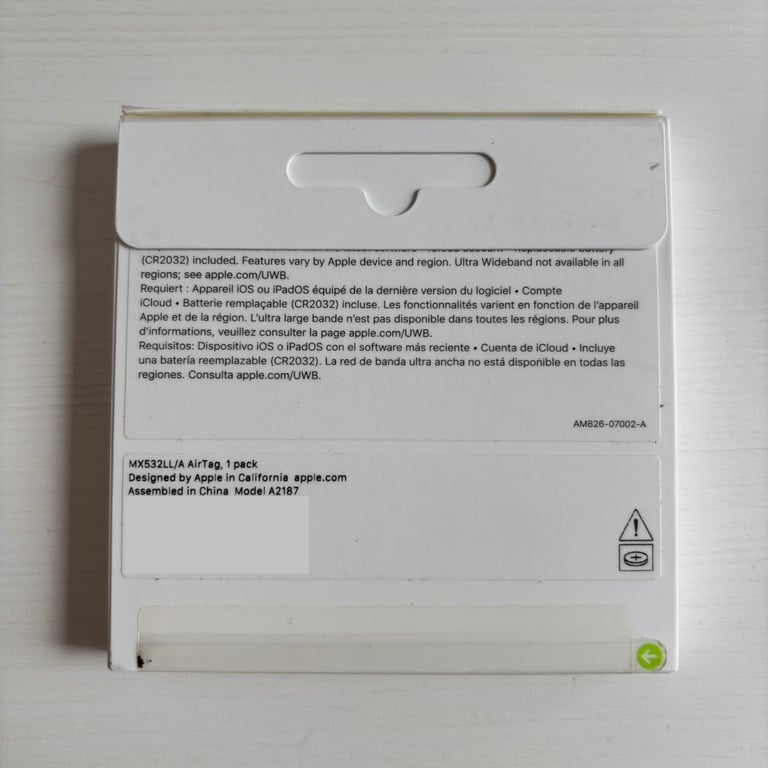 (CR2032) included. Features vary by Apple device and region. Ultra Wideband not available in all
regions; see apple.com/UWB.
Requiert : Appareil iOS ou iPadOS équipé de la dernière version du logiciel • Compte
iCloud • Batterie remplaçable (CR2032) incluse. Les fonctionnalités varient en fonction de l’appareil
Apple et de la région. L’ultra large bande n’est pas disponible dans toutes les régions. Pour plus
d’informations, veuillez consulter la page apple.com/UWB.
Requisitos: Dispositivo iOS o iPadOS con el software más reciente • Cuenta de iCloud • Incluye
una batería reemplazable (CR2032). La red de banda ultra ancha no está disponible en todas las
regiones. Consulta apple.com/UWB.
AM826-07002-A
MX532LL/A AirTag, 1 pack
Designed by Apple in California apple.com
Assembled in China Model A2187